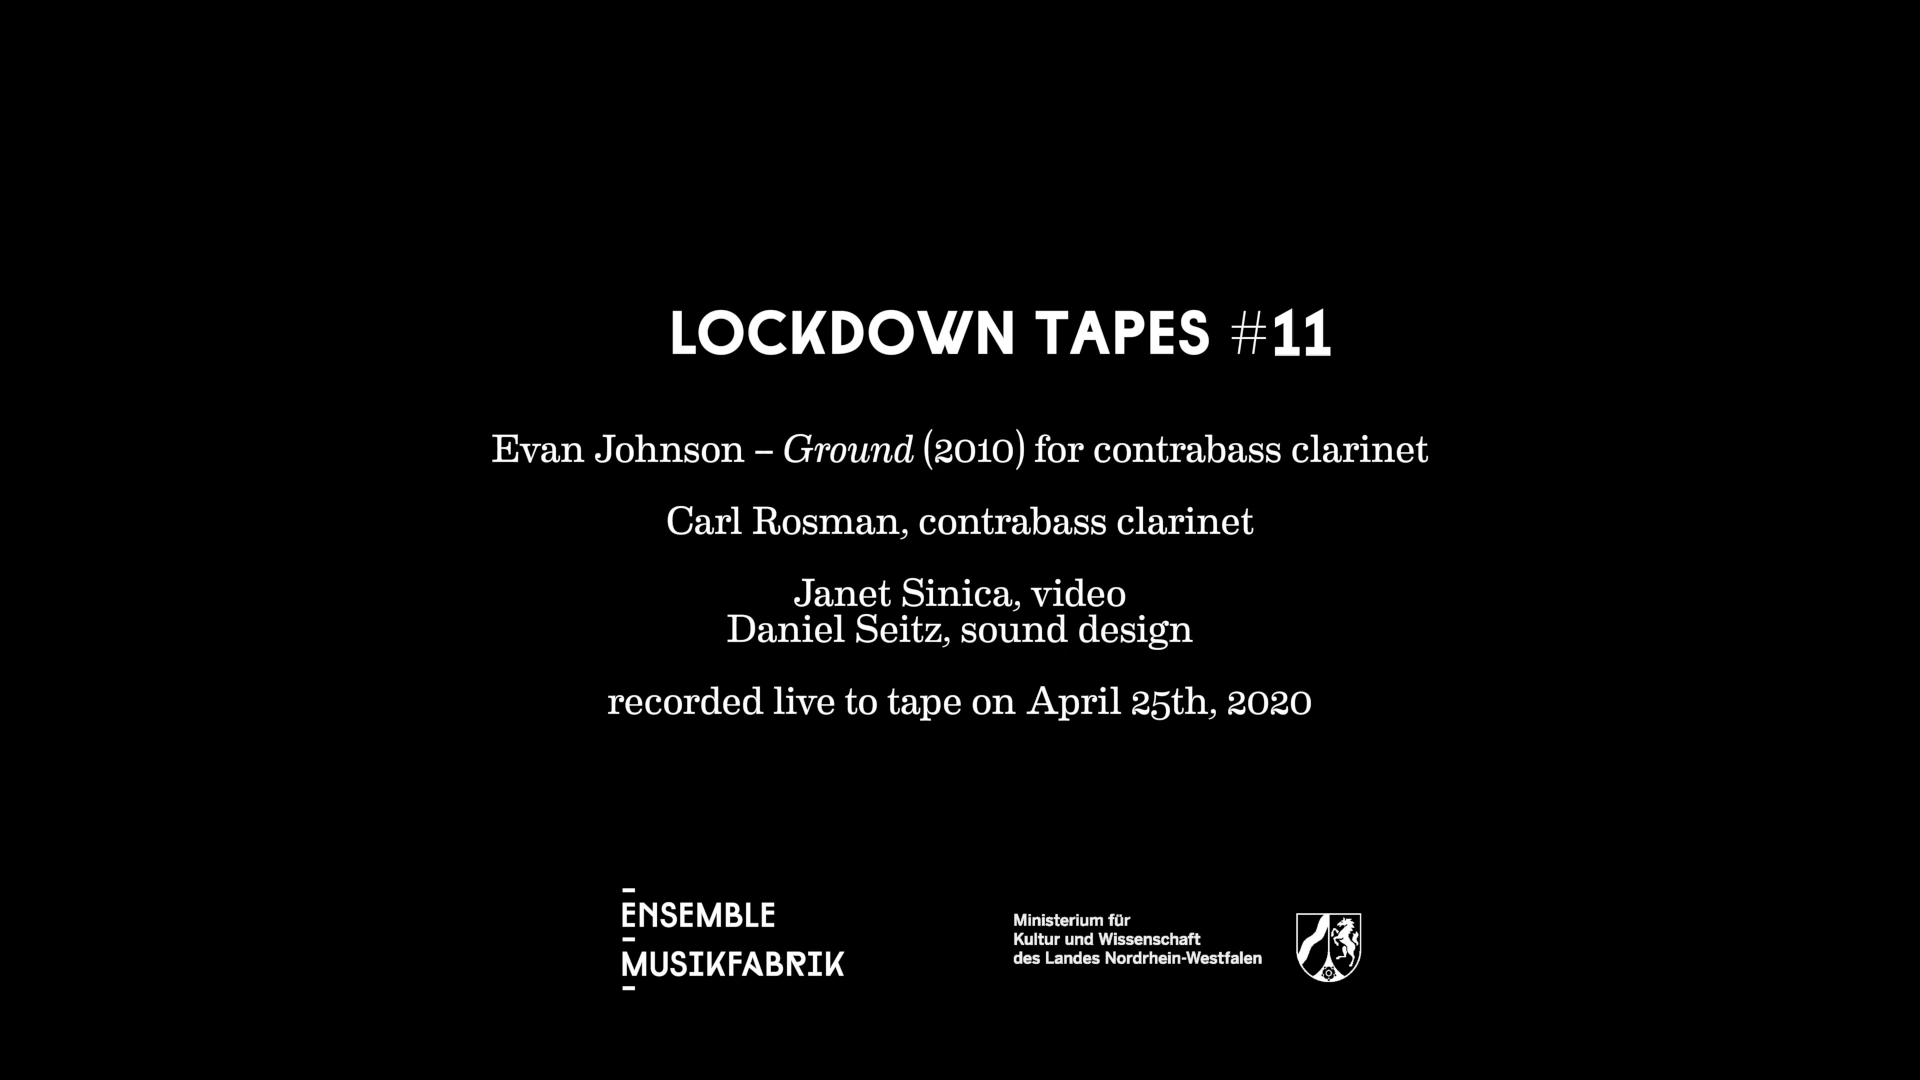 LOCKDOWN TAPES #11
Evan Johnson – Ground (2010) for contrabass clarinet
Carl Rosman, contrabass clarinet
Janet Sinica, video
Daniel Seitz, sound design
recorded live to tape on April 25th, 2020
ENSEMBLE
MUSIKFABRIK
Ministerium für
Kultur und Wissenschaft
des Landes Nordrhein-Westfalen